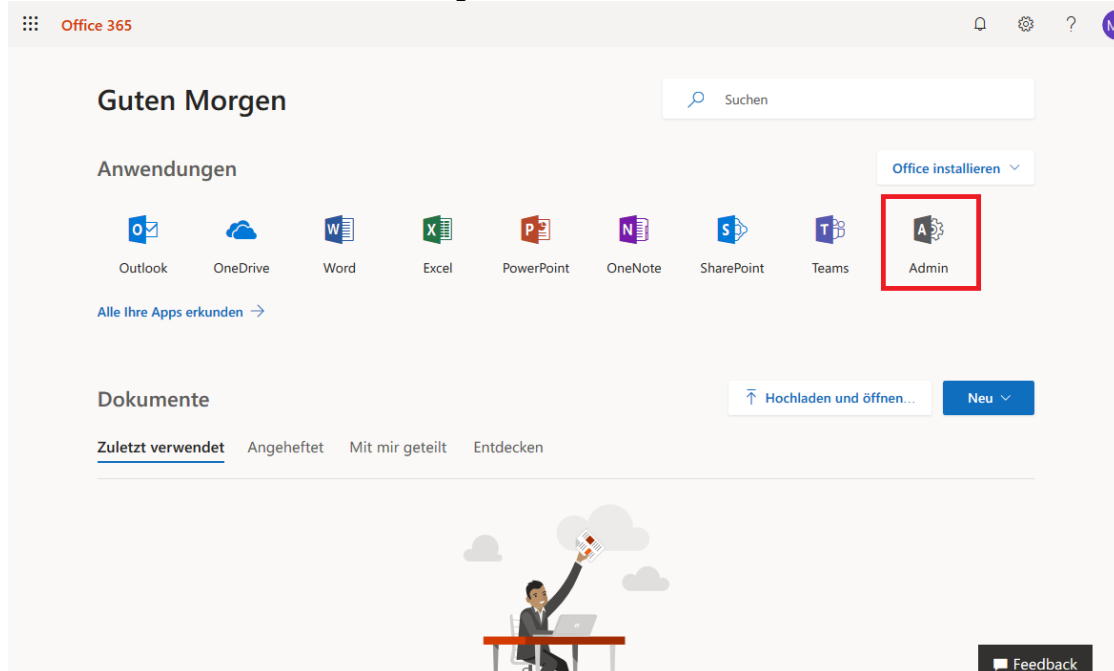 Office 365
?
Guten Morgen
Suchen
Anwendungen
Office installieren
Outlook OneDrive Word Excel PowerPoint OneNote SharePoint Teams Admin
Alle Ihre Apps erkunden →
Dokumente
Hochladen und öffnen...
Neu
Zuletzt verwendet Angeheftet Mit mir geteilt Entdecken
Feedback